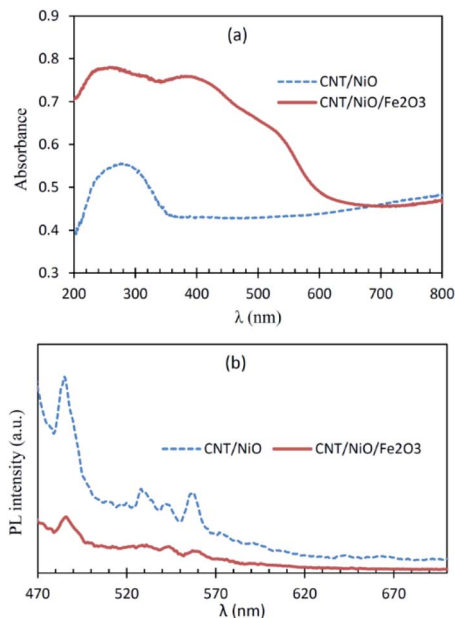 (a)
0.9
0.8
0.7
0.6
0.5
0.4
0.3
Absorbance
CNT/NiO
CNT/NiO/Fe2O3
200 300 400 500 600 700 800
λ (nm)
(b)
PL intensity (a.u.)
CNT/NiO CNT/NiO/Fe2O3
470 520 570 620 670
λ (nm)